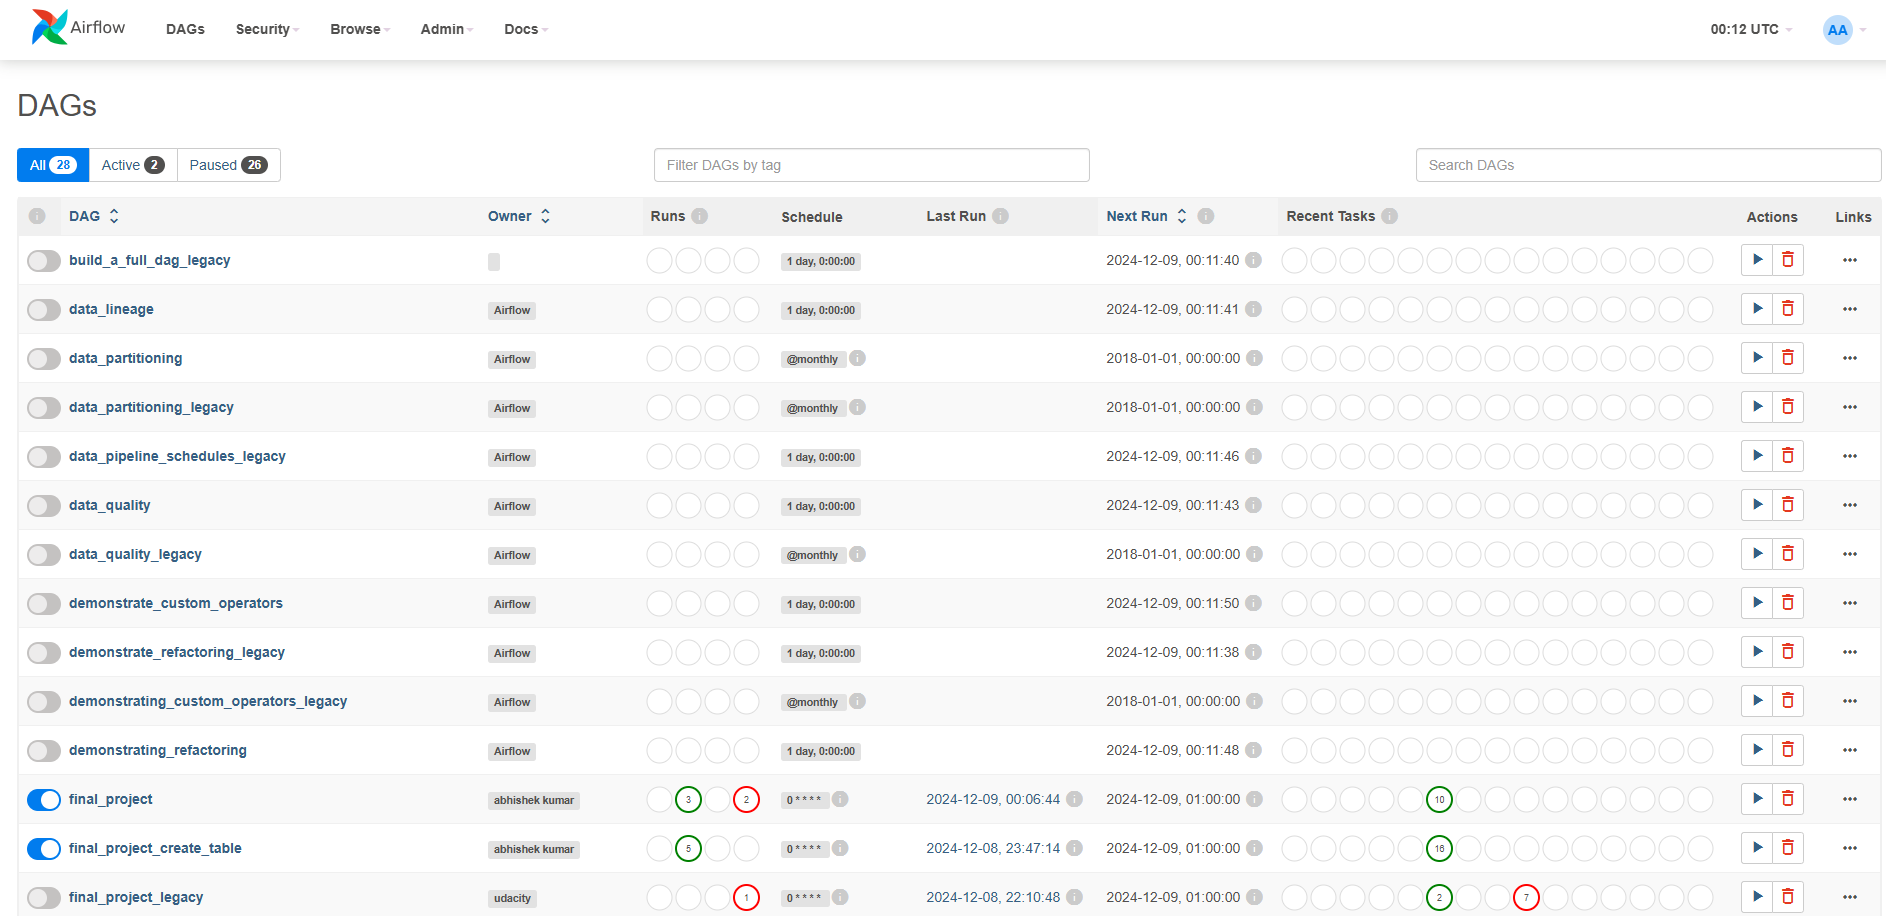 Airflow DAGs Security Browse Admin Docs 00:12 UTC AA
DAGs
All 28 Active 2 Paused 26 Filter DAGs by tag Search DAGs
DAG Owner Runs Schedule Last Run Next Run Recent Tasks Actions Links
build_a_full_dag_legacy 1 day, 0:00:00 2024-12-09, 00:11:40
data_lineage Airflow 1 day, 0:00:00 2024-12-09, 00:11:41
data_partitioning Airflow @monthly 2018-01-01, 00:00:00
data_partitioning_legacy Airflow @monthly 2018-01-01, 00:00:00
data_pipeline_schedules_legacy Airflow 1 day, 0:00:00 2024-12-09, 00:11:46
data_quality Airflow 1 day, 0:00:00 2024-12-09, 00:11:43
data_quality_legacy Airflow @monthly 2018-01-01, 00:00:00
demonstrate_custom_operators Airflow 1 day, 0:00:00 2024-12-09, 00:11:50
demonstrate_refactoring_legacy Airflow 1 day, 0:00:00 2024-12-09, 00:11:38
demonstrating_custom_operators_legacy Airflow @monthly 2018-01-01, 00:00:00
demonstrating_refactoring Airflow 1 day, 0:00:00 2024-12-09, 00:11:48
final_project abhishek kumar 3 2 0 * * * * 2024-12-09, 00:06:44 2024-12-09, 01:00:00 10
final_project_create_table abhishek kumar 5 0 * * * * 2024-12-08, 23:47:14 2024-12-09, 01:00:00 16
final_project_legacy udacity 1 0 * * * * 2024-12-08, 22:10:48 2024-12-09, 01:00:00 2 7